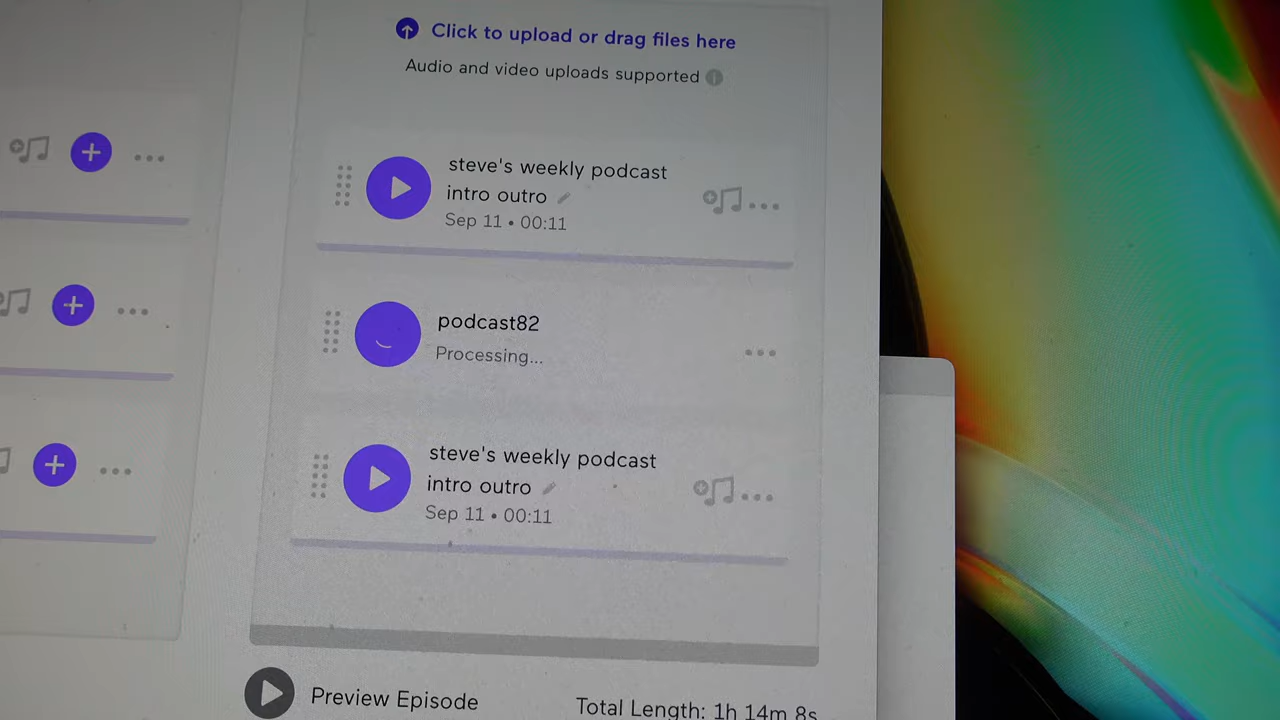 Click to upload or drag files here
Audio and video uploads supported
steve's weekly podcast
intro outro
Sep 11 • 00:11
podcast82
Processing...
steve's weekly podcast
intro outro
Sep 11 • 00:11
Preview Episode
Total Length: 1h 14m 8s